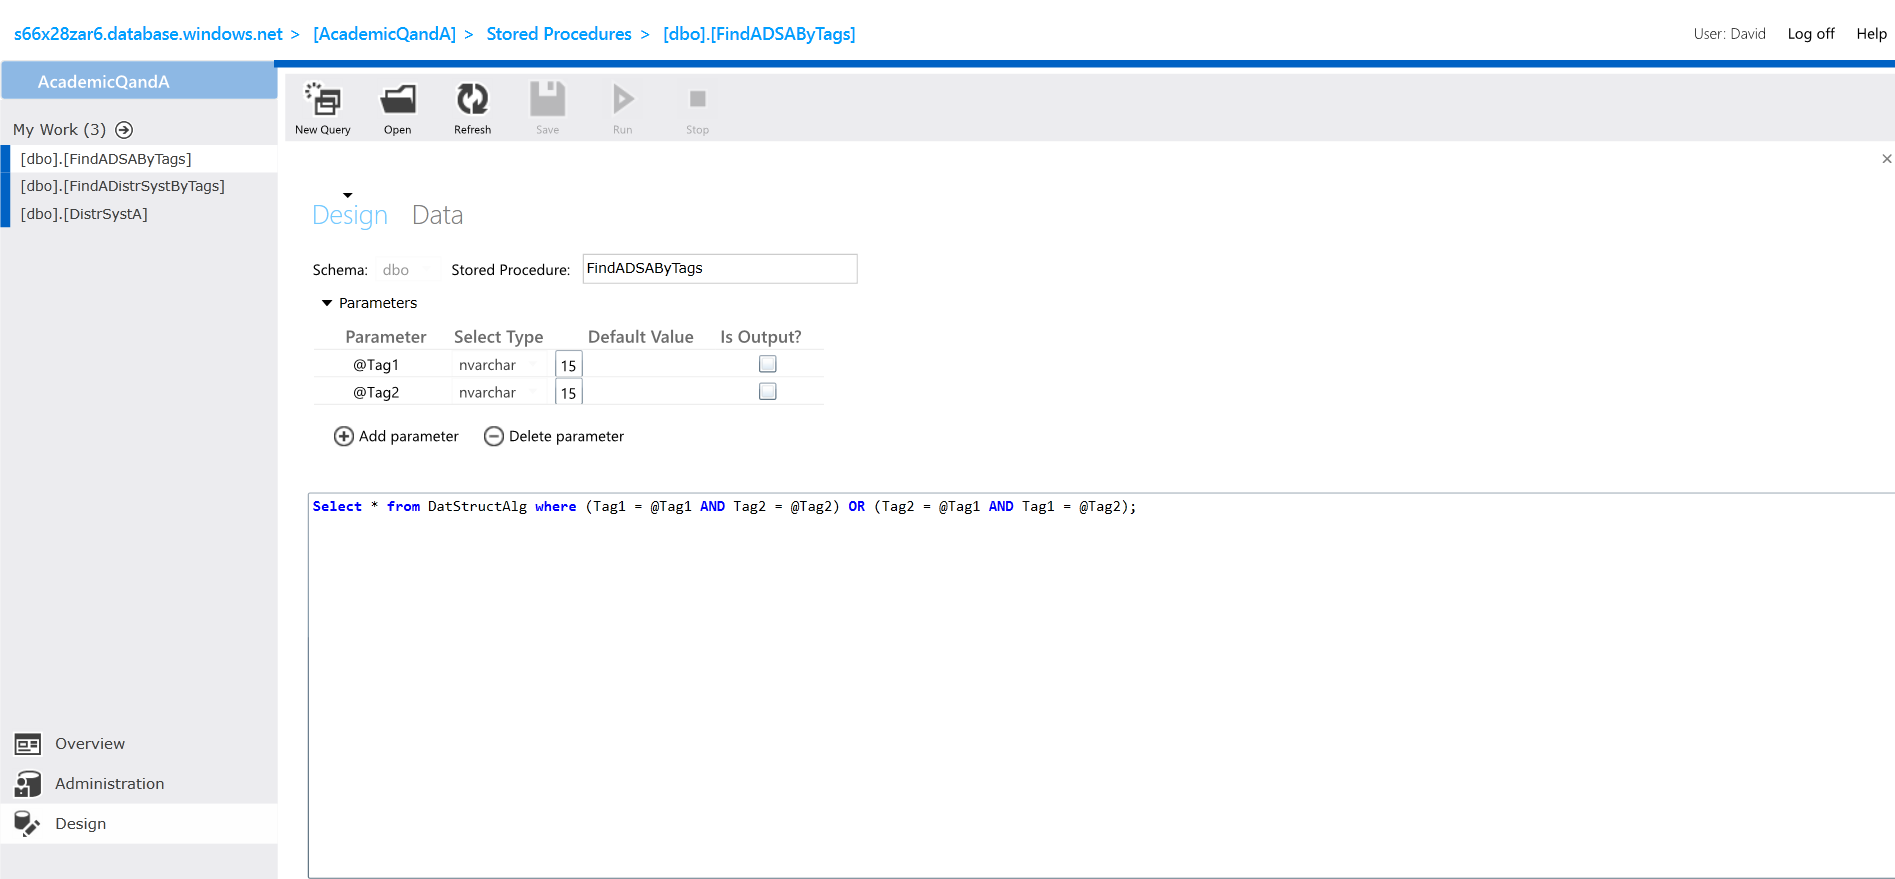 s66x28zar6.database.windows.net > [AcademicQandA] > Stored Procedures > [dbo].[FindADSAByTags]
User: David Log off Help
AcademicQandA
My Work (3)
[dbo].[FindADSAByTags]
[dbo].[FindADistrSystByTags]
[dbo].[DistrSystA]
New Query Open Refresh Save Run Stop
Design Data
Schema: dbo Stored Procedure: FindADSAByTags
Parameters
Parameter Select Type Default Value Is Output?
@Tag1 nvarchar 15
@Tag2 nvarchar 15
Add parameter Delete parameter
Select * from DatStructAlg where (Tag1 = @Tag1 AND Tag2 = @Tag2) OR (Tag2 = @Tag1 AND Tag1 = @Tag2);
Overview
Administration
Design